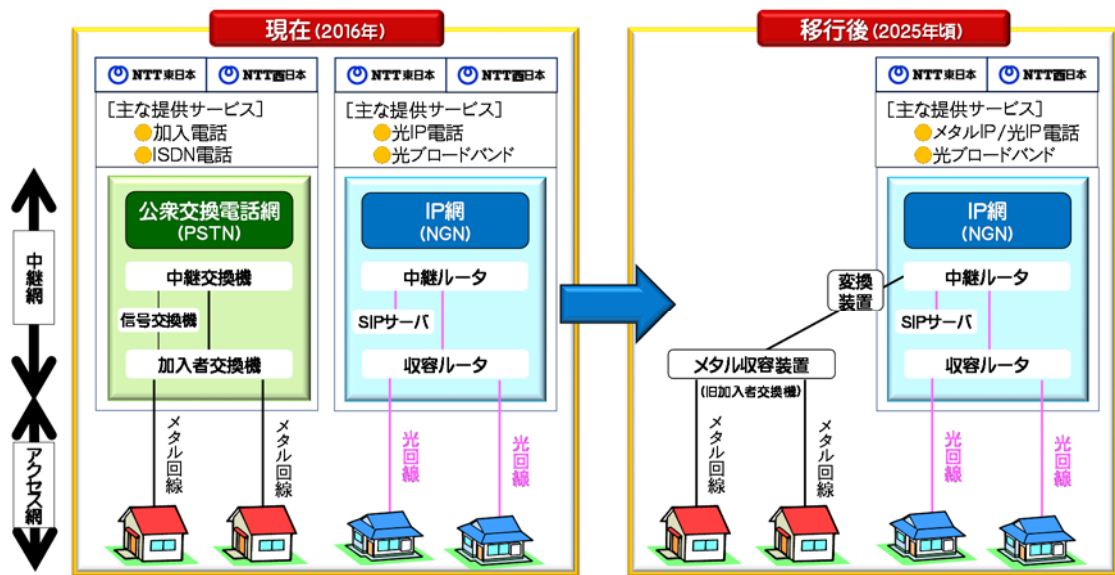 現在(2016年)
NTT東日本
NTT西日本
[主な提供サービス]
加入電話
ISDN電話
公衆交換電話網
(PSTN)
中継交換機
信号交換機
加入者交換機
メタル回線
メタル回線
NTT東日本
NTT西日本
[主な提供サービス]
光IP電話
光ブロードバンド
IP網
(NGN)
中継ルータ
SIPサーバ
収容ルータ
光回線
光回線
中継網
アクセス網
移行後(2025年頃)
NTT東日本
NTT西日本
[主な提供サービス]
メタルIP/光IP電話
光ブロードバンド
IP網
(NGN)
中継ルータ
変換
装置
SIPサーバ
収容ルータ
メタル収容装置
(旧加入者交換機)
メタル回線
メタル回線
光回線
光回線